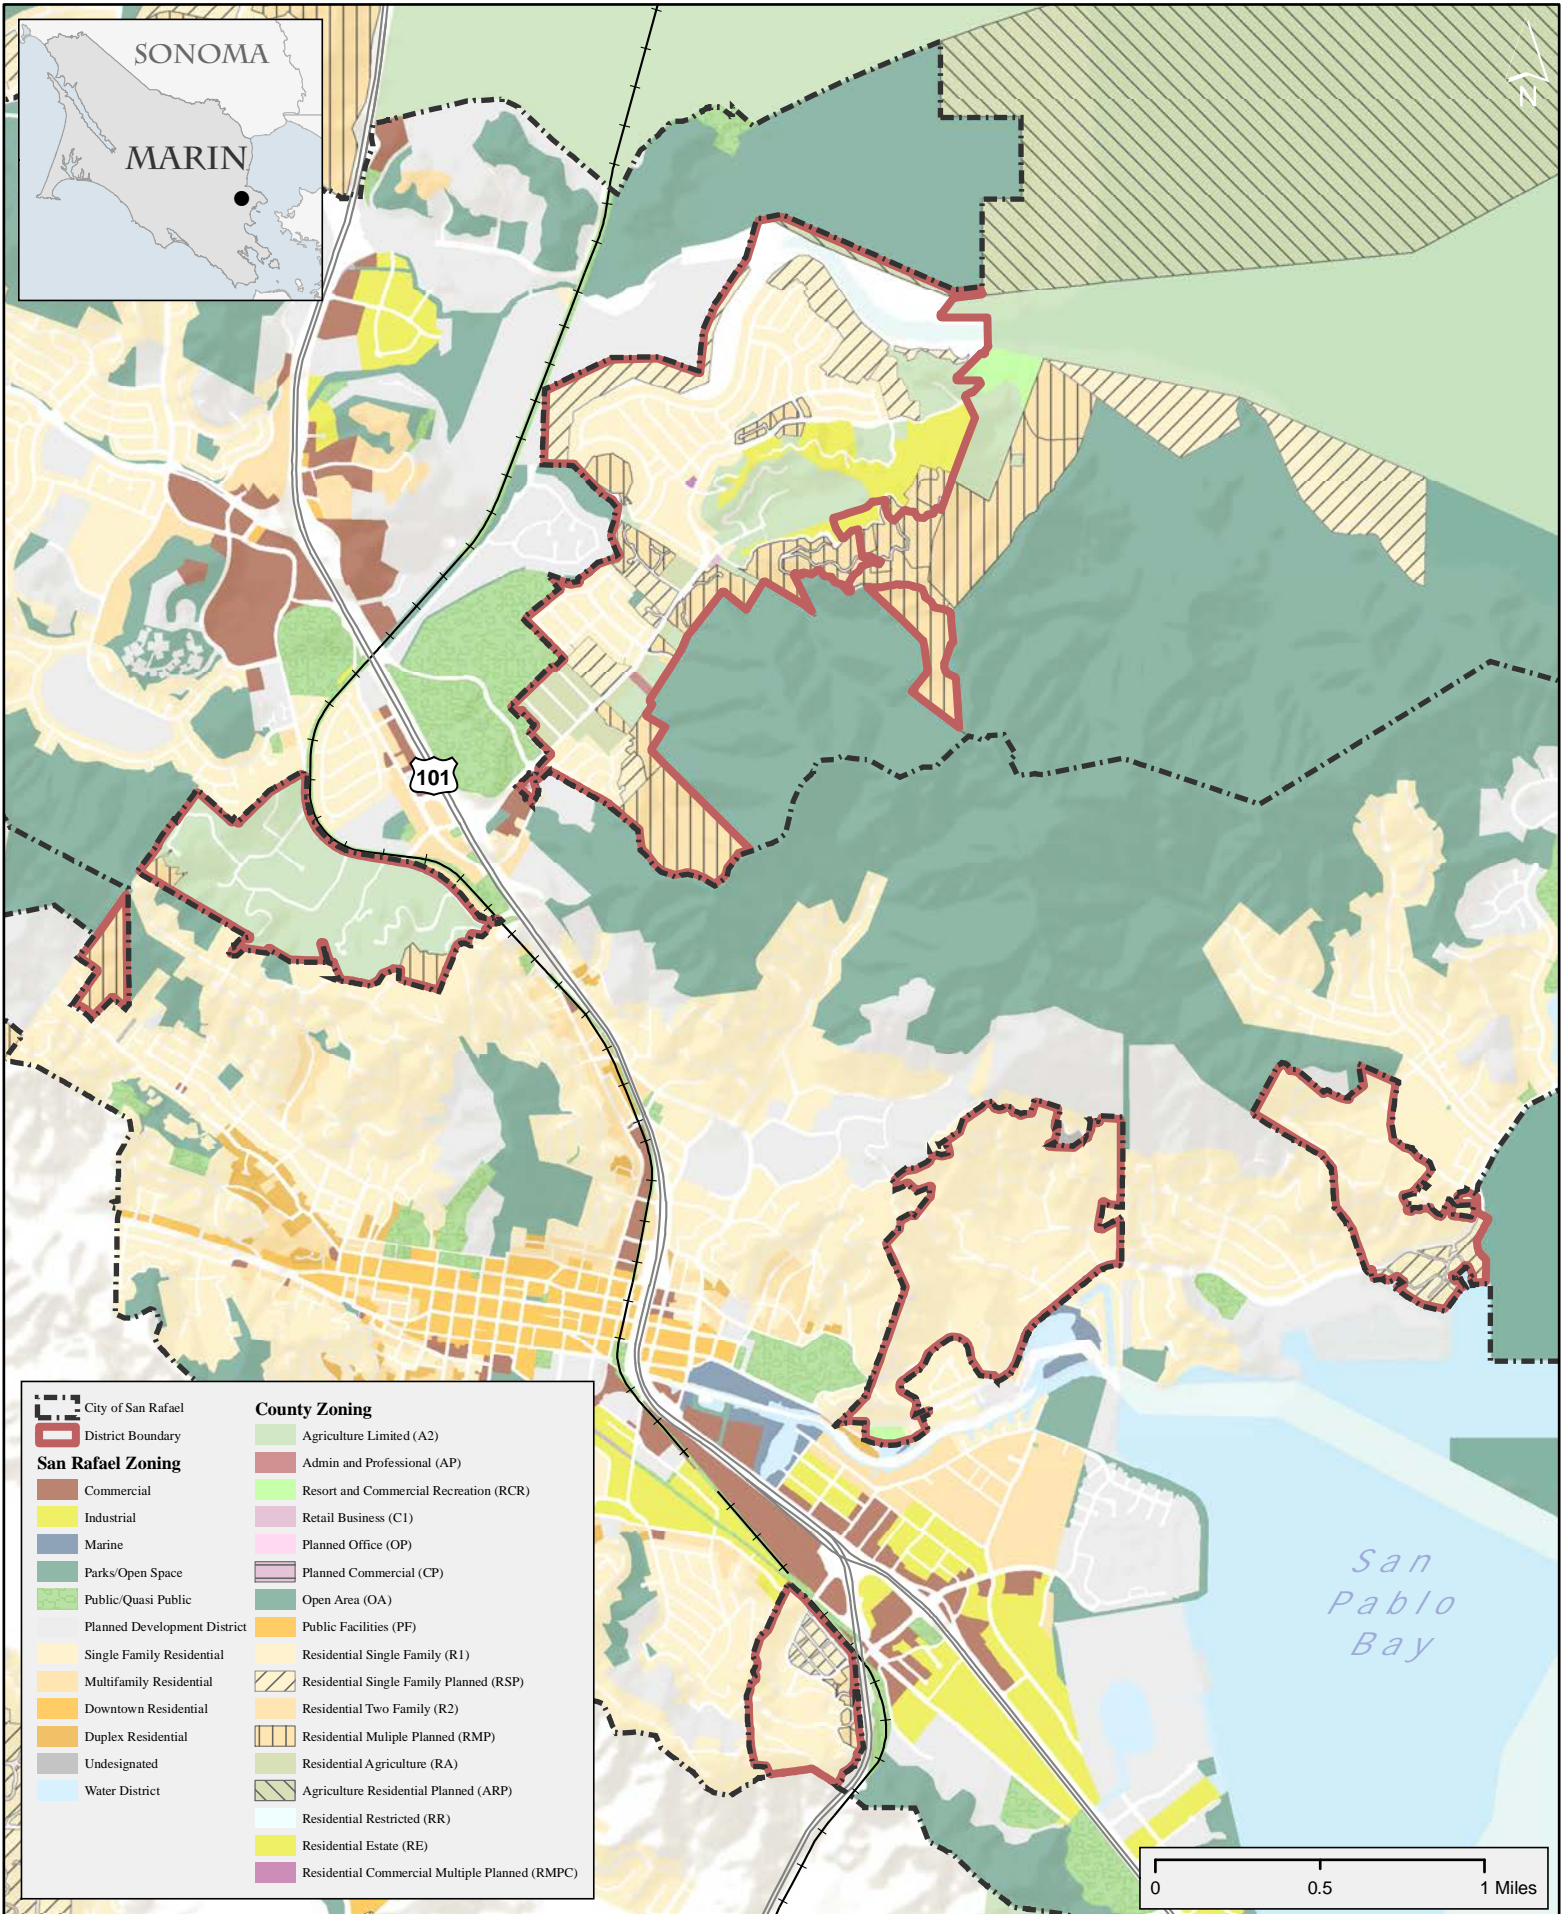 SONOMA
MARIN
N
101
San
Pablo
Bay
City of San Rafael
District Boundary
San Rafael Zoning
Commercial
Industrial
Marine
Parks/Open Space
Public/Quasi Public
Planned Development District
Single Family Residential
Multifamily Residential
Downtown Residential
Duplex Residential
Undesignated
Water District
County Zoning
Agriculture Limited (A2)
Admin and Professional (AP)
Resort and Commercial Recreation (RCR)
Retail Business (C1)
Planned Office (OP)
Planned Commercial (CP)
Open Area (OA)
Public Facilities (PF)
Residential Single Family (R1)
Residential Single Family Planned (RSP)
Residential Two Family (R2)
Residential Muliple Planned (RMP)
Residential Agriculture (RA)
Agriculture Residential Planned (ARP)
Residential Restricted (RR)
Residential Estate (RE)
Residential Commercial Multiple Planned (RMPC)
0 0.5 1 Miles